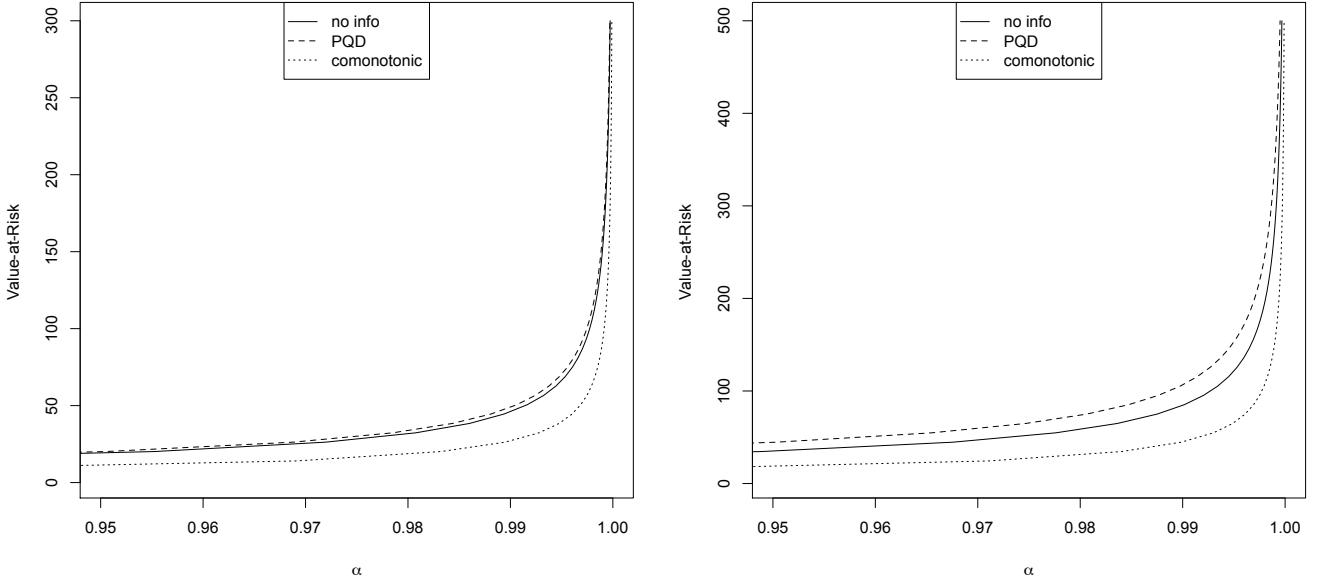 no info
PQD
comonotonic
300
250
200
150
100
50
0
Value-at-Risk
0.95 0.96 0.97 0.98 0.99 1.00
α
no info
PQD
comonotonic
500
400
300
200
100
0
Value-at-Risk
0.95 0.96 0.97 0.98 0.99 1.00
α